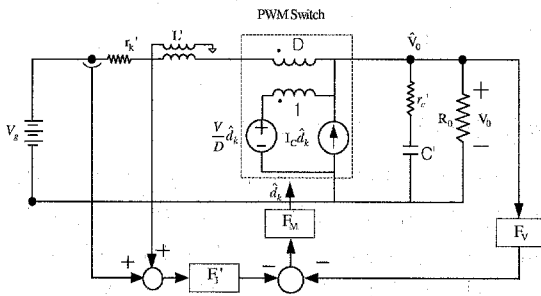 PWM Switch
r_k'
L'
D
V̂_0
V_g
1
V/D d̂_k
I_C d̂_k
r_c'
C'
R_0
+
V_0
−
d̂_k
F_M
F_V
+
+
F_I'
−
−